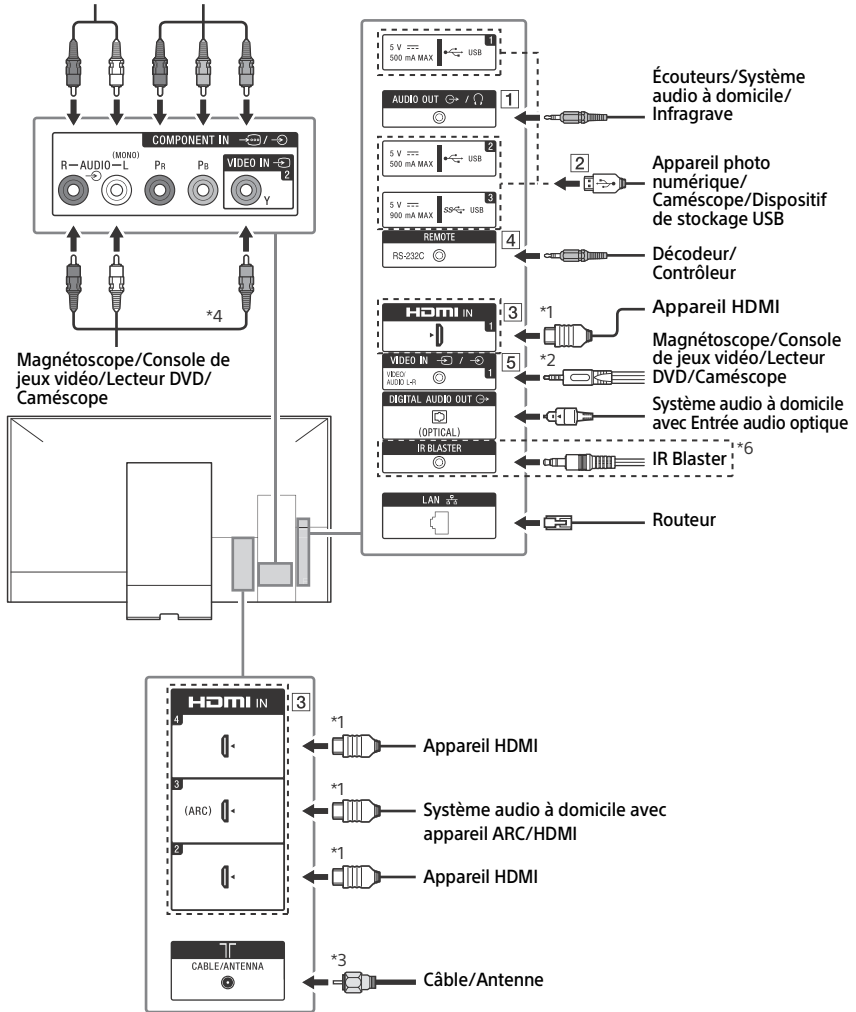 COMPONENT IN /
R AUDIO L
(MONO)
PR
PB
VIDEO IN
2
Y
*4
Magnétoscope/Console de
jeux vidéo/Lecteur DVD/
Caméscope
5 V
500 mA MAX
USB
1
AUDIO OUT /
1
Écouteurs/Système
audio à domicile/
Infragrave
5 V
500 mA MAX
USB
2
2
Appareil photo
numérique/
Caméscope/Dispositif
de stockage USB
5 V
900 mA MAX
SS USB
3
REMOTE
RS-232C
4
Décodeur/
Contrôleur
HDMI IN
1
3
*1
Appareil HDMI
VIDEO IN /
VIDEO/
AUDIO L-R
1
5
*2
Magnétoscope/Console
de jeux vidéo/Lecteur
DVD/Caméscope
DIGITAL AUDIO OUT
(OPTICAL)
Système audio à domicile
avec Entrée audio optique
IR BLASTER
IR Blaster
*6
LAN
Routeur
HDMI IN
3
4
*1
Appareil HDMI
3
(ARC)
*1
Système audio à domicile avec
appareil ARC/HDMI
2
*1
Appareil HDMI
CABLE/ANTENNA
*3
Câble/Antenne